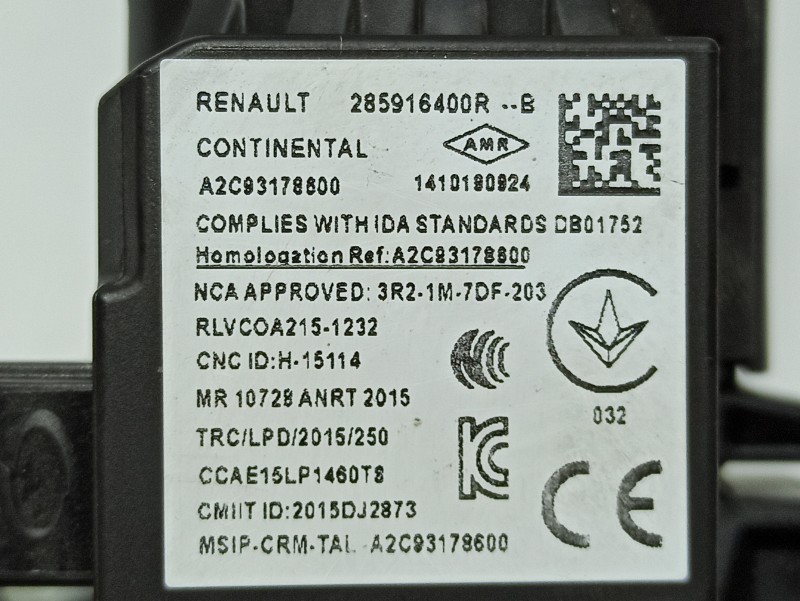 RENAULT 285916400R --B
CONTINENTAL AMR
A2C93178800 1410180924
COMPLIES WITH IDA STANDARDS DB01752
Homologation Ref:A2C93178800
NCA APPROVED: 3R2-1M-7DF-203
RLVCOA215-1232
CNC ID:H-15114
MR 10728 ANRT 2015
032
TRC/LPD/2015/250
CCAE15LP1460T8
CMIIT ID:2015DJ2873
MSIP-CRM-TAL A2C93178600
CE